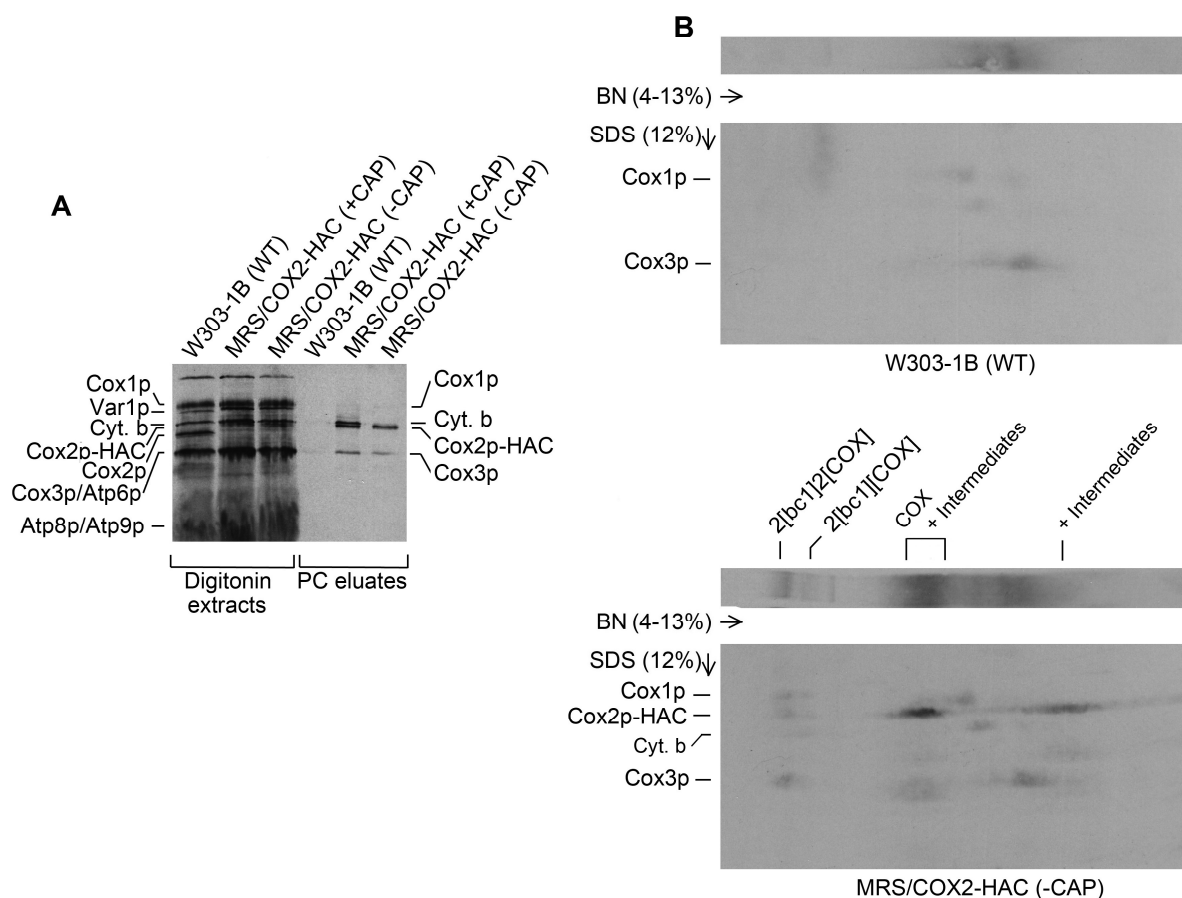 A
W303-1B (WT)
MRS/COX2-HAC (+CAP)
MRS/COX2-HAC (-CAP)
W303-1B (WT)
MRS/COX2-HAC (+CAP)
MRS/COX2-HAC (-CAP)
Cox1p
Var1p
Cyt. b
Cox2p-HAC
Cox2p
Cox3p/Atp6p
Atp8p/Atp9p
Cox1p
Cyt. b
Cox2p-HAC
Cox3p
Digitonin
extracts
PC eluates
B
BN (4-13%)
SDS (12%)
Cox1p
Cox3p
W303-1B (WT)
2[bc1]2[COX]
2[bc1][COX]
COX
+ Intermediates
+ Intermediates
BN (4-13%)
SDS (12%)
Cox1p
Cox2p-HAC
Cyt. b
Cox3p
MRS/COX2-HAC (-CAP)